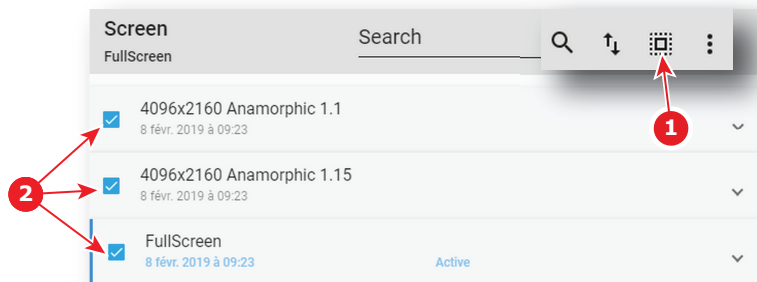 Screen
FullScreen
Search
1
4096x2160 Anamorphic 1.1
8 févr. 2019 à 09:23
2
4096x2160 Anamorphic 1.15
8 févr. 2019 à 09:23
FullScreen
8 févr. 2019 à 09:23 Active